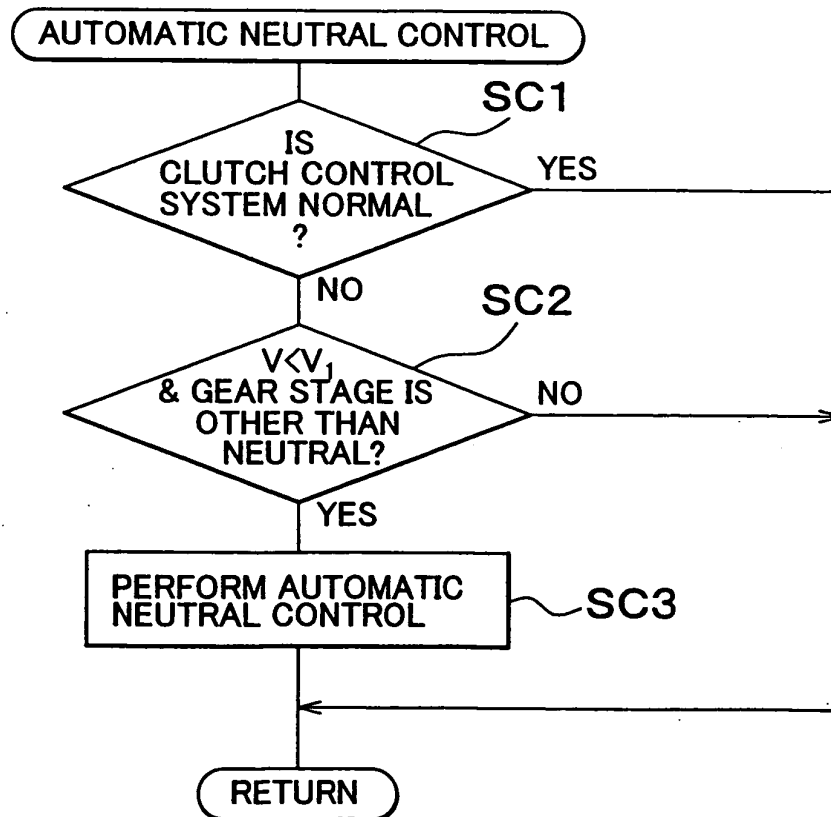 AUTOMATIC NEUTRAL CONTROL
SC1
IS
CLUTCH CONTROL
SYSTEM NORMAL
?
YES
NO
SC2
V<V1
& GEAR STAGE IS
OTHER THAN
NEUTRAL?
NO
YES
PERFORM AUTOMATIC
NEUTRAL CONTROL
SC3
RETURN